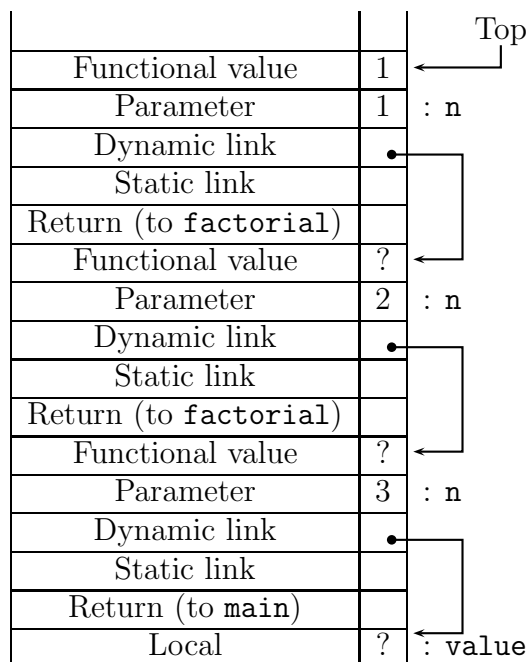 Top
Functional value 1
Parameter 1 : n
Dynamic link
Static link
Return (to factorial)
Functional value ?
Parameter 2 : n
Dynamic link
Static link
Return (to factorial)
Functional value ?
Parameter 3 : n
Dynamic link
Static link
Return (to main)
Local ? : value